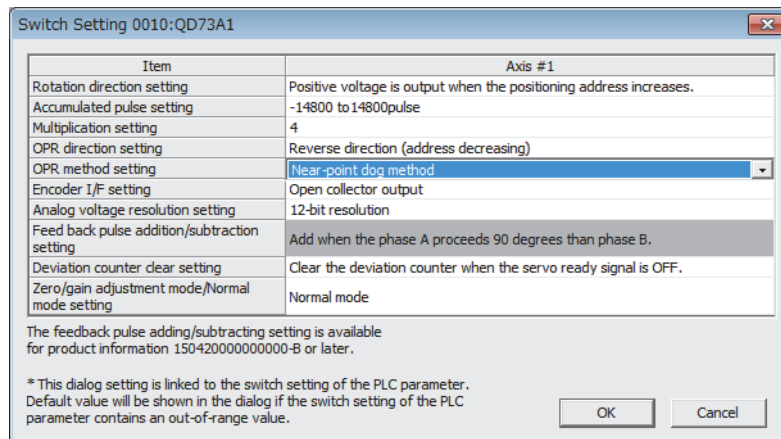 Switch Setting 0010:QD73A1
Item Axis #1
Rotation direction setting Positive voltage is output when the positioning address increases.
Accumulated pulse setting -14800 to14800pulse
Multiplication setting 4
OPR direction setting Reverse direction (address decreasing)
OPR method setting Near-point dog method
Encoder I/F setting Open collector output
Analog voltage resolution setting 12-bit resolution
Feed back pulse addition/subtraction
setting
Add when the phase A proceeds 90 degrees than phase B.
Deviation counter clear setting Clear the deviation counter when the servo ready signal is OFF.
Zero/gain adjustment mode/Normal
mode setting
Normal mode
The feedback pulse adding/subtracting setting is available
for product information 150420000000000-B or later.
* This dialog setting is linked to the switch setting of the PLC parameter.
Default value will be shown in the dialog if the switch setting of the PLC
parameter contains an out-of-range value.
OK Cancel